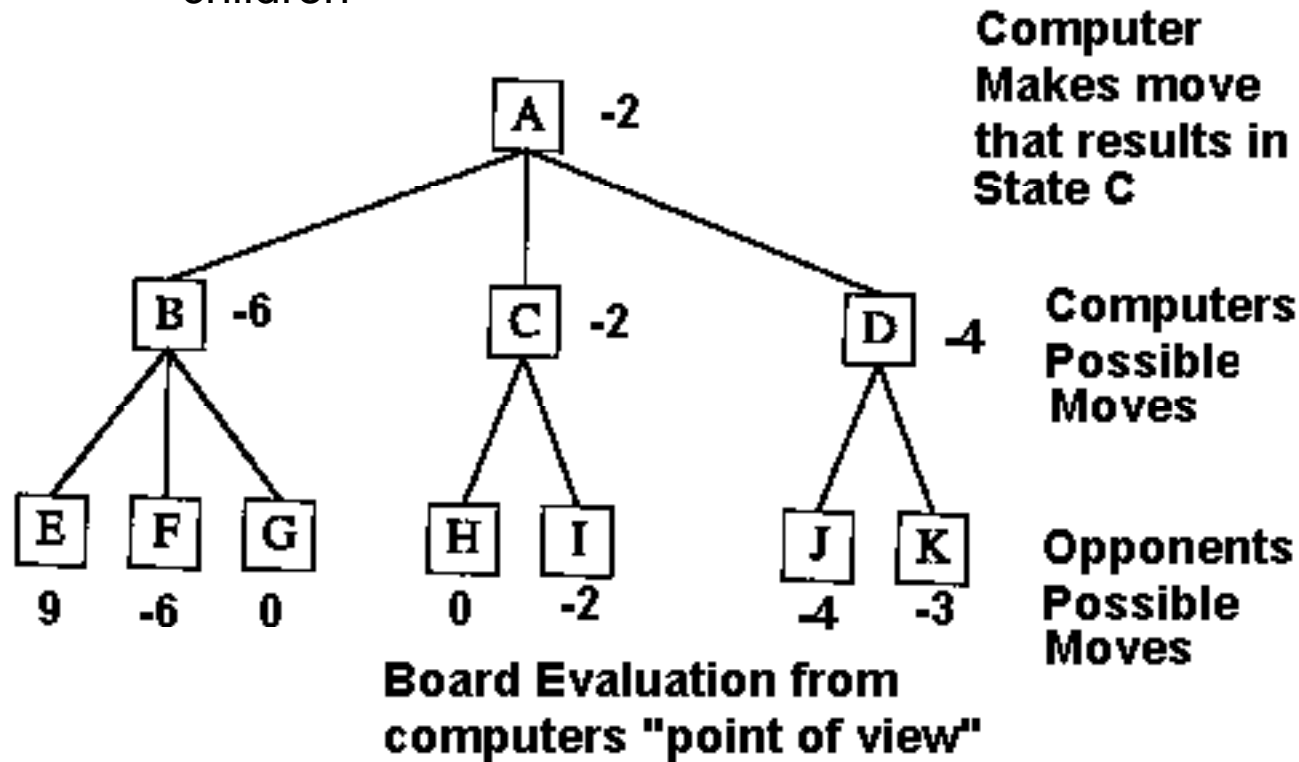 children
Computer
Makes move
that results in
State C
A -2
B -6
C -2
D -4
Computers
Possible
Moves
E F G H I J K
9 -6 0 0 -2 -4 -3
Opponents
Possible
Moves
Board Evaluation from
computers "point of view"